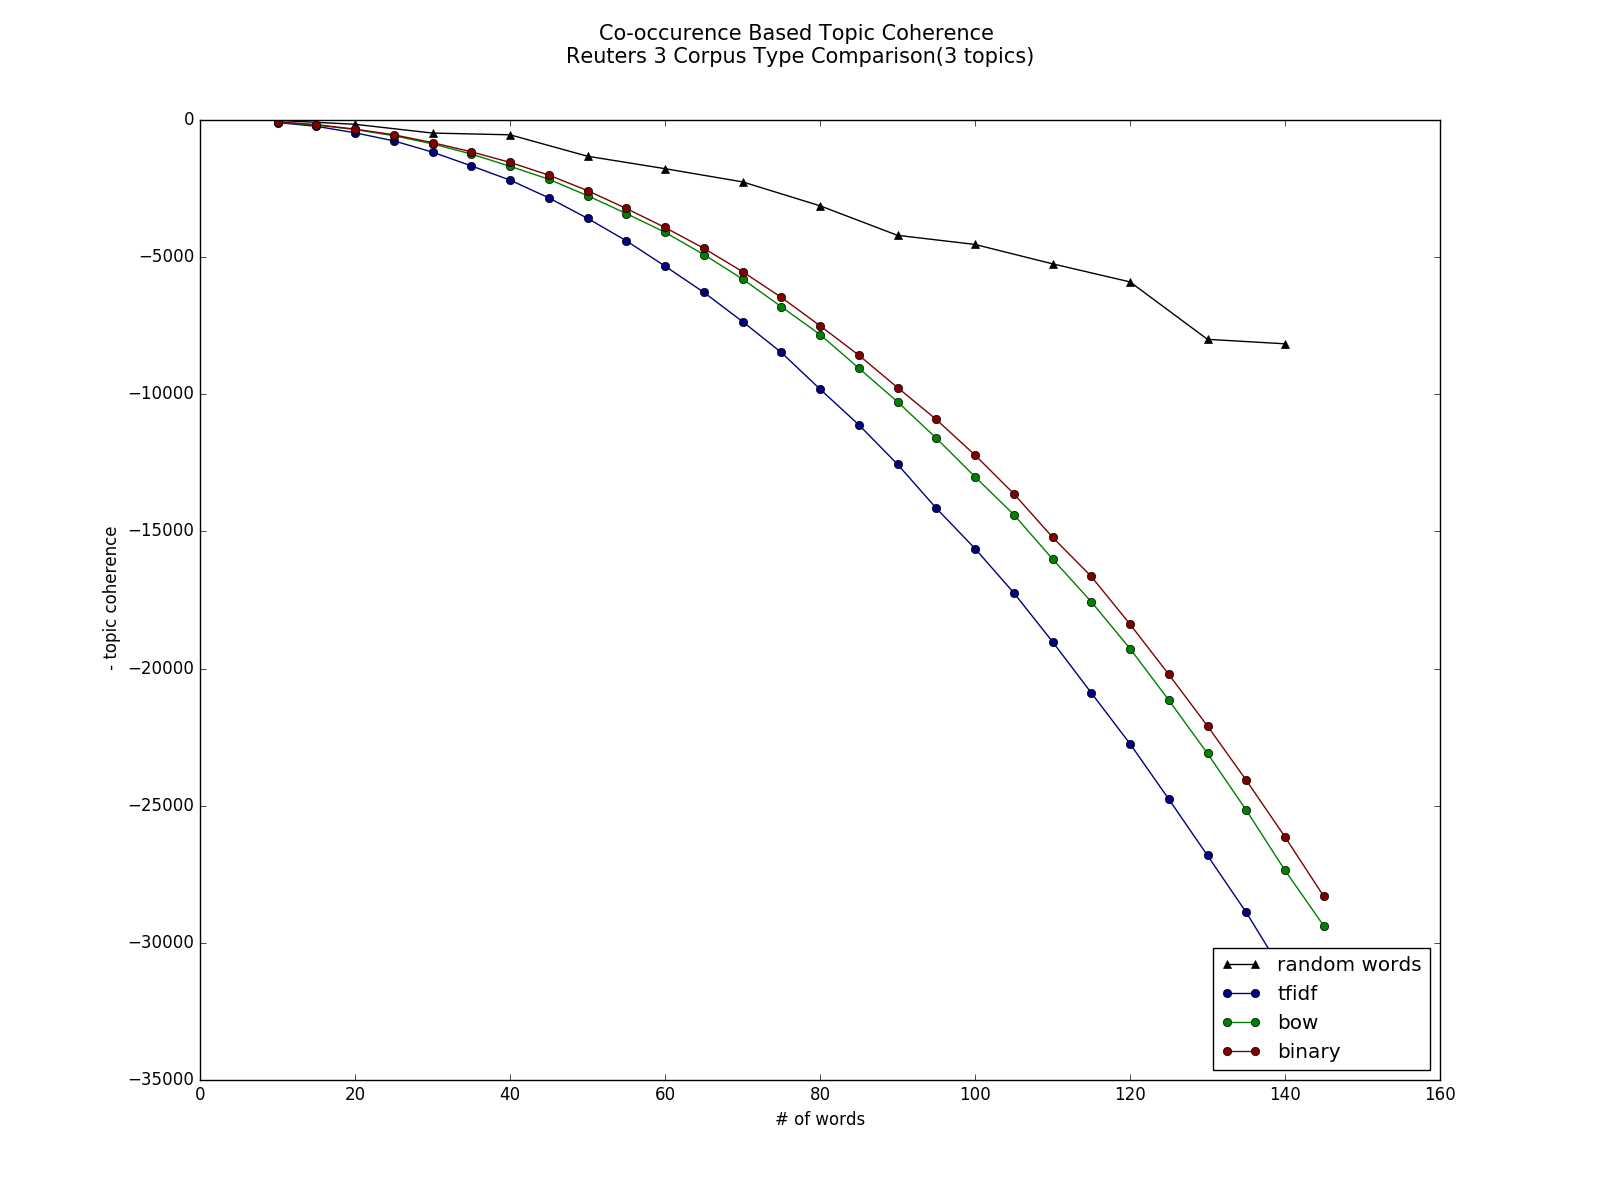 Co-occurence Based Topic Coherence
Reuters 3 Corpus Type Comparison(3 topics)
0
−5000
−10000
−15000
−20000
−25000
−30000
−35000
- topic coherence
random words
tfidf
bow
binary
0 20 40 60 80 100 120 140 160
# of words